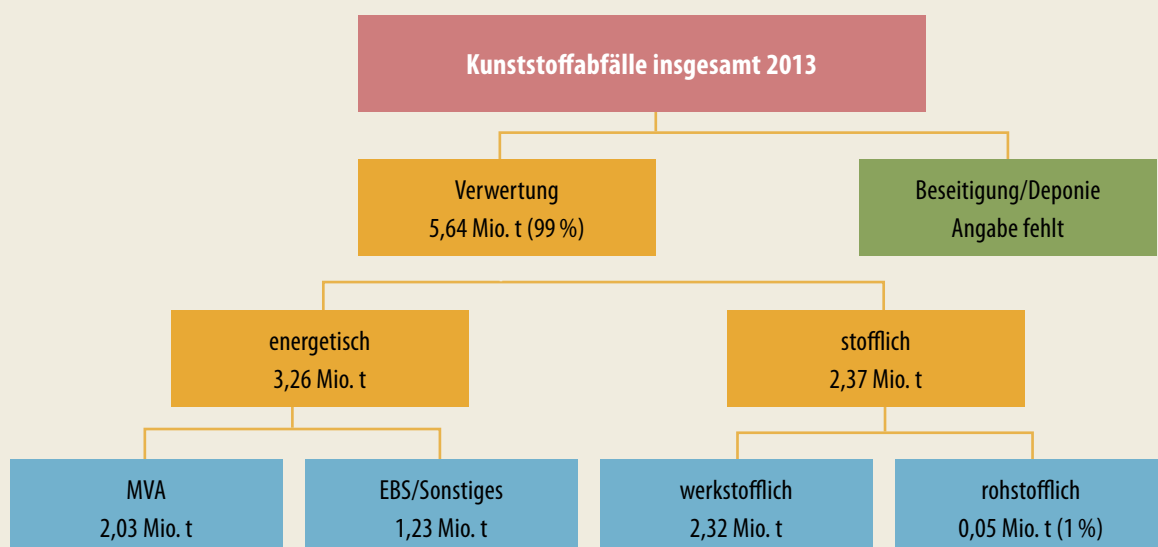 Kunststoffabfälle insgesamt 2013
Verwertung
5,64 Mio. t (99 %)
Beseitigung/Deponie
Angabe fehlt
energetisch
3,26 Mio. t
stofflich
2,37 Mio. t
MVA
2,03 Mio. t
EBS/Sonstiges
1,23 Mio. t
werkstofflich
2,32 Mio. t
rohstofflich
0,05 Mio. t (1 %)